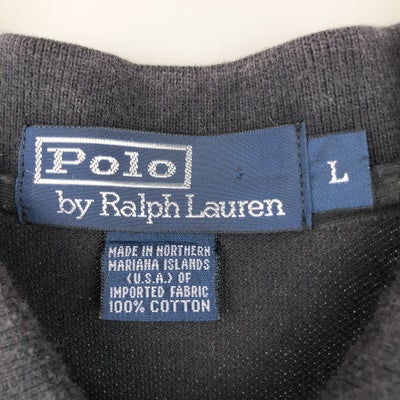 Polo
by Ralph Lauren
L
MADE IN NORTHERN
MARIANA ISLANDS
(U.S.A.) OF
IMPORTED FABRIC
100% COTTON